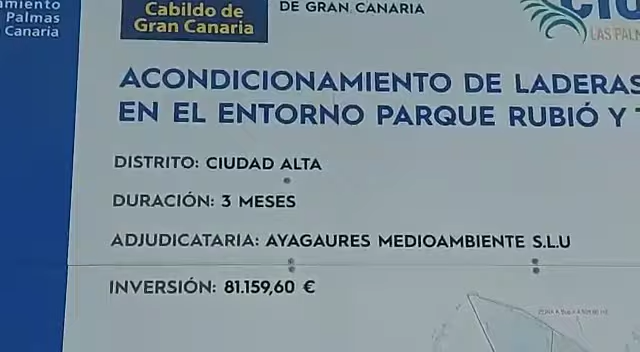 Palmas
Canaria
Cabildo de
Gran Canaria
DE GRAN CANARIA
LAS PALM
ACONDICIONAMIENTO DE LADERAS
EN EL ENTORNO PARQUE RUBIÓ Y
DISTRITO: CIUDAD ALTA
DURACIÓN: 3 MESES
ADJUDICATARIA: AYAGAURES MEDIOAMBIENTE S.L.U
INVERSIÓN: 81.159,60 €